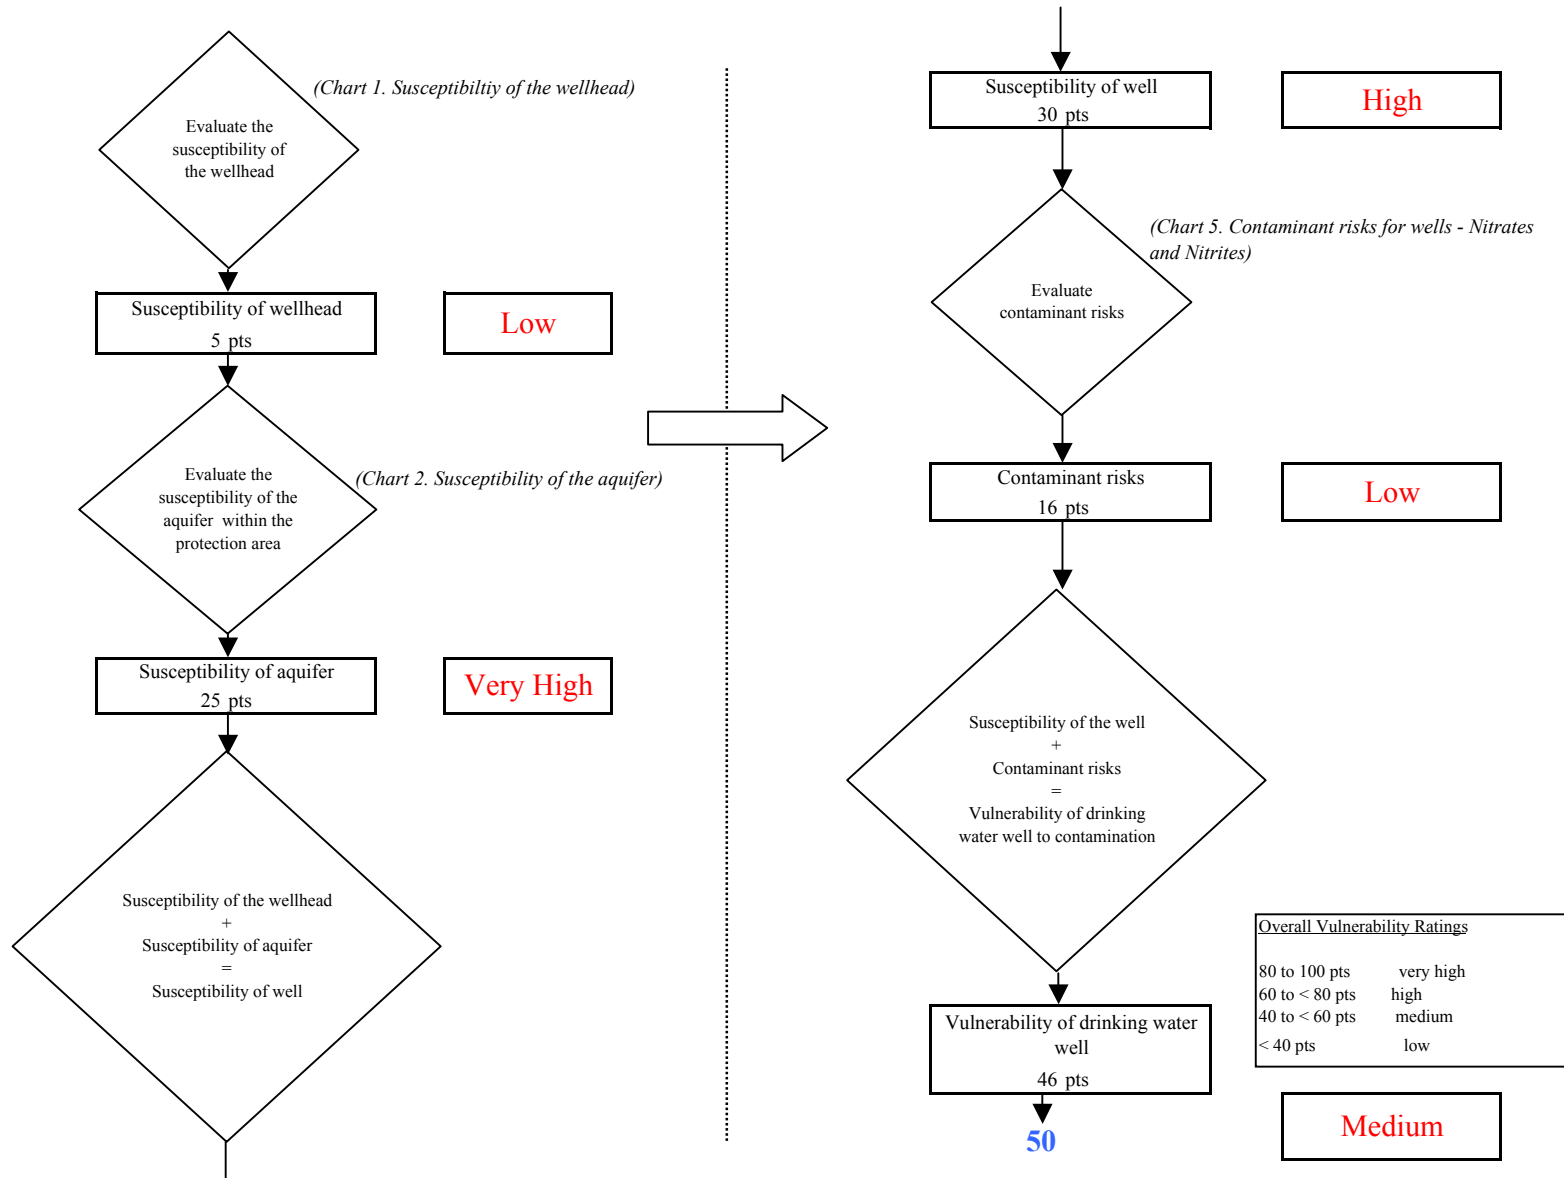 (Chart 1. Susceptibiltiy of the wellhead)
Evaluate the
susceptibility of
the wellhead
Susceptibility of wellhead
5 pts
Low
Evaluate the
susceptibility of the
aquifer within the
protection area
(Chart 2. Susceptibility of the aquifer)
Susceptibility of aquifer
25 pts
Very High
Susceptibility of the wellhead
+
Susceptibility of aquifer
=
Susceptibility of well
Susceptibility of well
30 pts
High
(Chart 5. Contaminant risks for wells - Nitrates
and Nitrites)
Evaluate
contaminant risks
Contaminant risks
16 pts
Low
Susceptibility of the well
+
Contaminant risks
=
Vulnerability of drinking
water well to contamination
Overall Vulnerability Ratings
80 to 100 pts very high
60 to < 80 pts high
40 to < 60 pts medium
< 40 pts low
Vulnerability of drinking water
well
46 pts
50
Medium